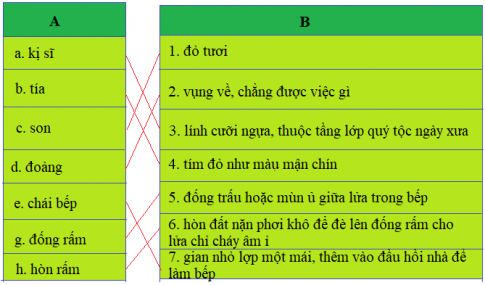 A
B
a. kị sĩ
b. tía
c. son
d. đoảng
e. chái bếp
g. đống rấm
h. hòn rấm
1. đỏ tươi
2. vụng về, chẳng được việc gì
3. lính cưỡi ngựa, thuộc tầng lớp quý tộc ngày xưa
4. tím đỏ như màu mận chín
5. đống trấu hoặc mùn ủ giữa lửa trong bếp
6. hòn đất nặn phơi khô để đè lên đống rấm cho
lửa chỉ cháy âm ỉ
7. gian nhỏ lợp một mái, thêm vào đầu hồi nhà để
làm bếp